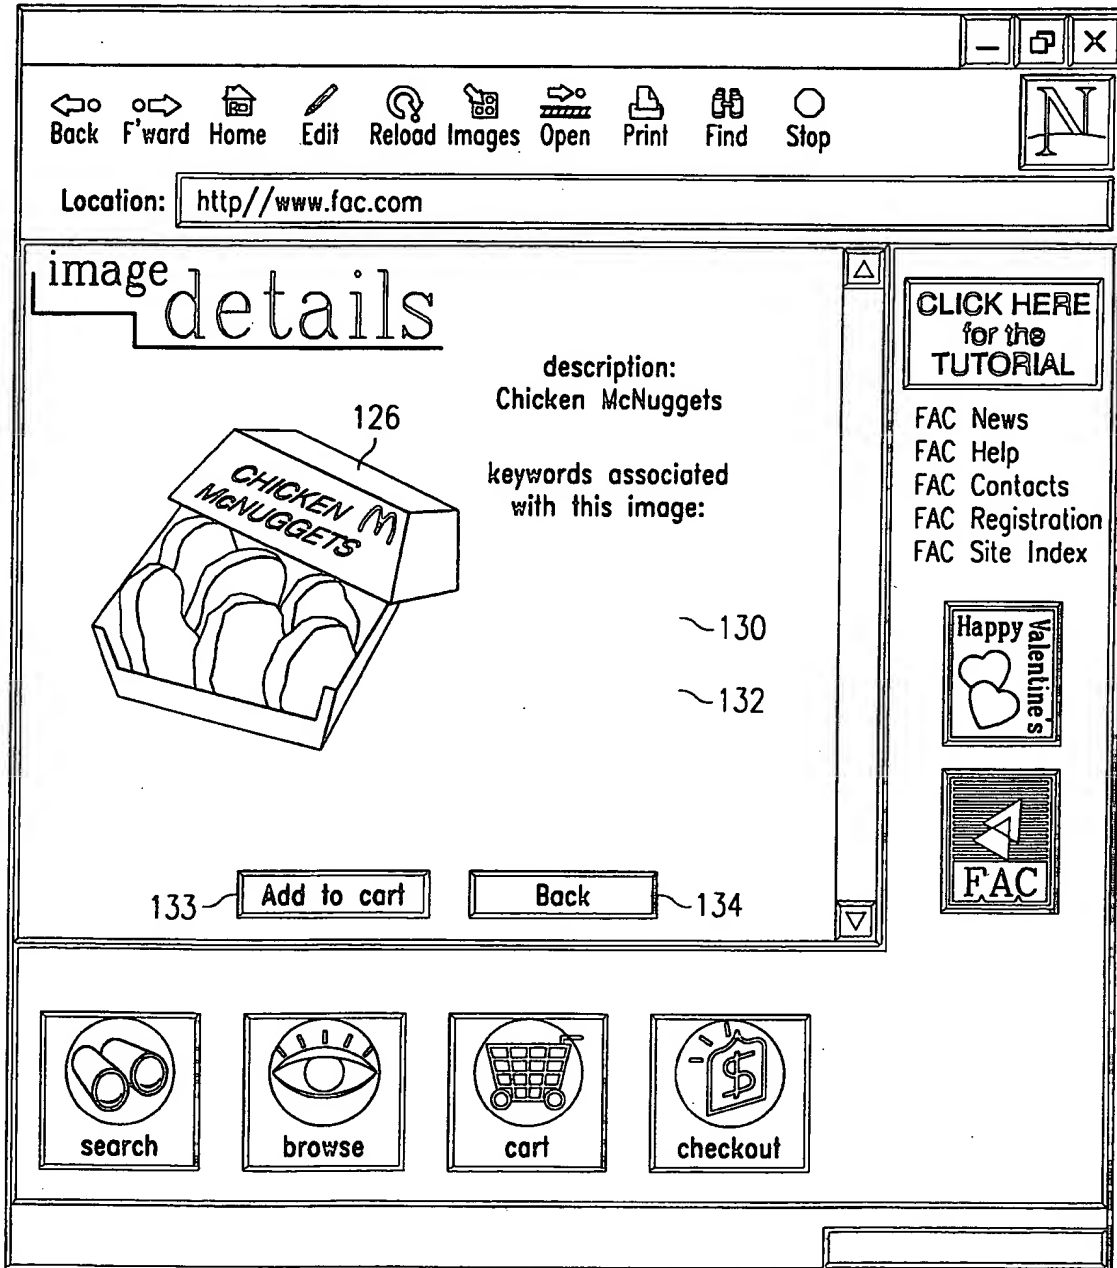 Back F'ward Home Edit Reload Images Open Print Find Stop
N
Location: http//www.fac.com
image
details
description:
Chicken McNuggets
126
CHICKEN
McNUGGETS
keywords associated
with this image:
130
132
133 Add to cart Back 134
CLICK HERE
for the
TUTORIAL
FAC News
FAC Help
FAC Contacts
FAC Registration
FAC Site Index
Happy
Valentine's
FAC
search browse cart checkout